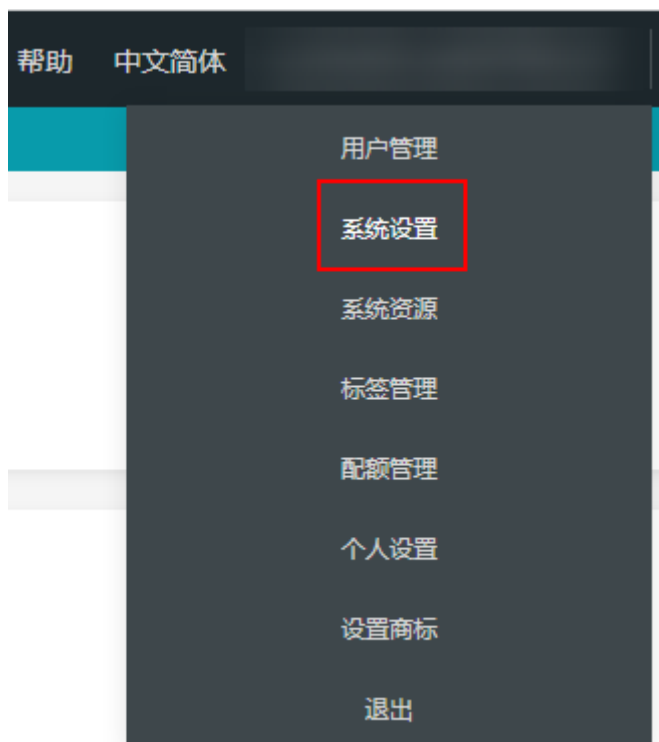 帮助 中文简体
用户管理
系统设置
系统资源
标签管理
配额管理
个人设置
设置商标
退出